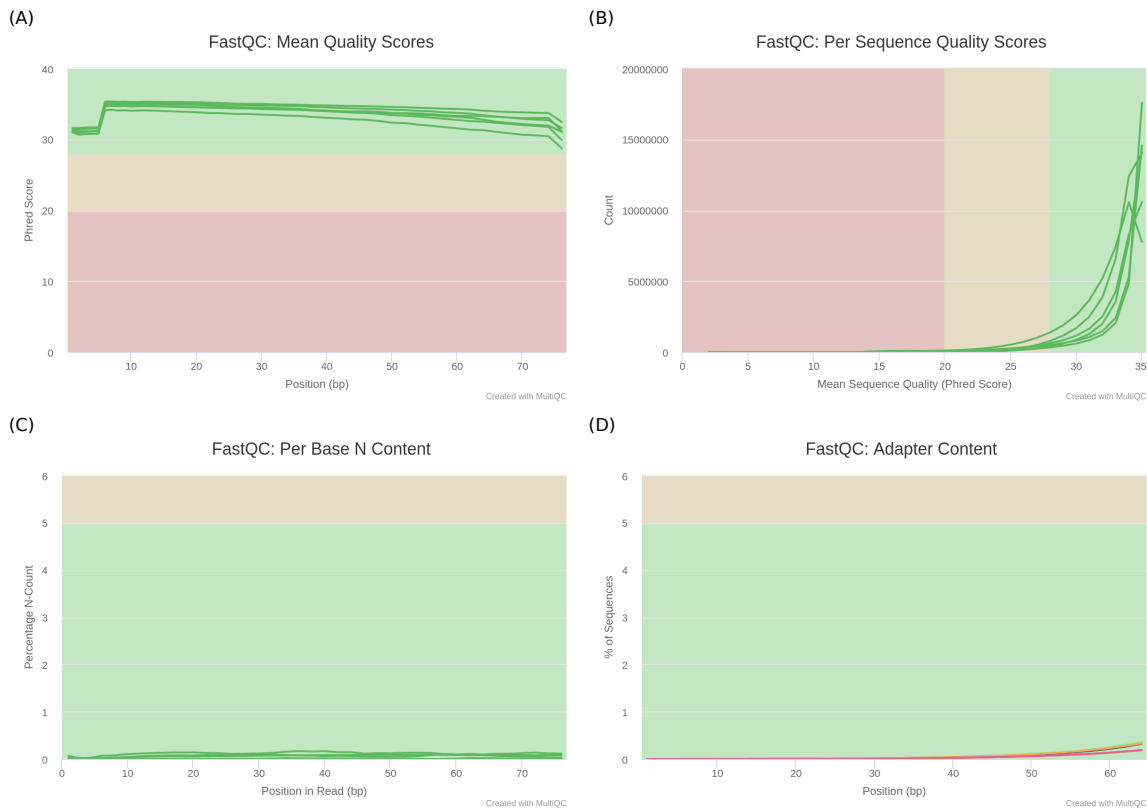 (A)
FastQC: Mean Quality Scores
40
30
20
10
0
Phred Score
10 20 30 40 50 60 70
Position (bp)
Created with MultiQC
(B)
FastQC: Per Sequence Quality Scores
20000000
15000000
10000000
5000000
0
Count
0 5 10 15 20 25 30 35
Mean Sequence Quality (Phred Score)
Created with MultiQC
(C)
FastQC: Per Base N Content
6
5
4
3
2
1
0
Percentage N-Count
0 10 20 30 40 50 60 70
Position in Read (bp)
Created with MultiQC
(D)
FastQC: Adapter Content
6
5
4
3
2
1
0
% of Sequences
10 20 30 40 50 60
Position (bp)
Created with MultiQC